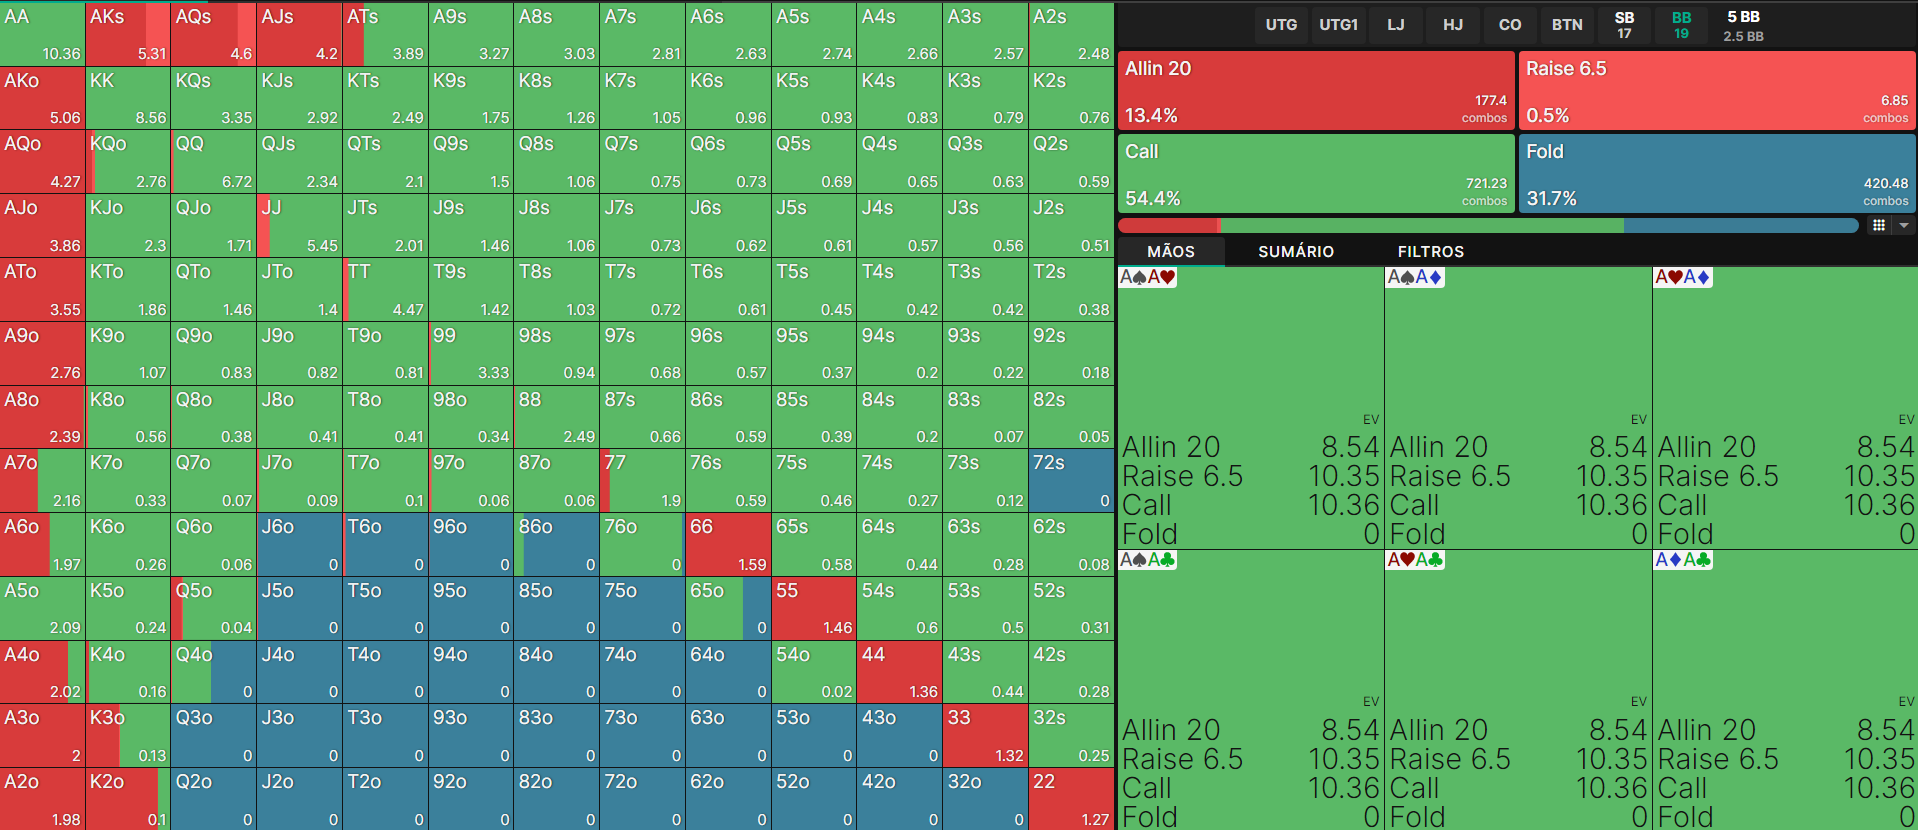 AA AKs AQs AJs ATs A9s A8s A7s A6s A5s A4s A3s A2s
10.36 5.31 4.6 4.2 3.89 3.27 3.03 2.81 2.63 2.74 2.66 2.57 2.48
AKo KK KQs KJs KTs K9s K8s K7s K6s K5s K4s K3s K2s
5.06 8.56 3.35 2.92 2.49 1.75 1.26 1.05 0.96 0.93 0.83 0.79 0.76
AQo KQo QQ QJs QTs Q9s Q8s Q7s Q6s Q5s Q4s Q3s Q2s
4.27 2.76 6.72 2.34 2.1 1.5 1.06 0.75 0.73 0.69 0.65 0.63 0.59
AJo KJo QJo JJ JTs J9s J8s J7s J6s J5s J4s J3s J2s
3.86 2.3 1.71 5.45 2.01 1.46 1.06 0.73 0.62 0.61 0.57 0.56 0.51
ATo KTo QTo JTo TT T9s T8s T7s T6s T5s T4s T3s T2s
3.55 1.86 1.46 1.4 4.47 1.42 1.03 0.72 0.61 0.45 0.42 0.42 0.38
A9o K9o Q9o J9o T9o 99 98s 97s 96s 95s 94s 93s 92s
2.76 1.07 0.83 0.82 0.81 3.33 0.94 0.68 0.57 0.37 0.2 0.22 0.18
A8o K8o Q8o J8o T8o 98o 88 87s 86s 85s 84s 83s 82s
2.39 0.56 0.38 0.41 0.41 0.34 2.49 0.66 0.59 0.39 0.2 0.07 0.05
A7o K7o Q7o J7o T7o 97o 87o 77 76s 75s 74s 73s 72s
2.16 0.33 0.07 0.09 0.1 0.06 0.06 1.9 0.59 0.46 0.27 0.12 0
A6o K6o Q6o J6o T6o 96o 86o 76o 66 65s 64s 63s 62s
1.97 0.26 0.06 0 0 0 0 0 1.59 0.58 0.44 0.28 0.08
A5o K5o Q5o J5o T5o 95o 85o 75o 65o 55 54s 53s 52s
2.09 0.24 0.04 0 0 0 0 0 0 1.46 0.6 0.5 0.31
A4o K4o Q4o J4o T4o 94o 84o 74o 64o 54o 44 43s 42s
2.02 0.16 0 0 0 0 0 0 0 0.02 1.36 0.44 0.28
A3o K3o Q3o J3o T3o 93o 83o 73o 63o 53o 43o 33 32s
2 0.13 0 0 0 0 0 0 0 0 0 1.32 0.25
A2o K2o Q2o J2o T2o 92o 82o 72o 62o 52o 42o 32o 22
1.98 0.1 0 0 0 0 0 0 0 0 0 0 1.27
UTG UTG1 LJ HJ CO BTN SB BB 5 BB
17 19 2.5 BB
Allin 20 Raise 6.5
177.4 6.85
13.4% combos 0.5% combos
Call Fold
721.23 420.48
54.4% combos 31.7% combos
MÃOS SUMÁRIO FILTROS
A♠A♥ A♠A♦ A♥A♦
EV EV EV
Allin 20 8.54 Allin 20 8.54 Allin 20 8.54
Raise 6.5 10.35 Raise 6.5 10.35 Raise 6.5 10.35
Call 10.36 Call 10.36 Call 10.36
Fold 0 Fold 0 Fold 0
A♠A♣ A♥A♣ A♦A♣
EV EV EV
Allin 20 8.54 Allin 20 8.54 Allin 20 8.54
Raise 6.5 10.35 Raise 6.5 10.35 Raise 6.5 10.35
Call 10.36 Call 10.36 Call 10.36
Fold 0 Fold 0 Fold 0